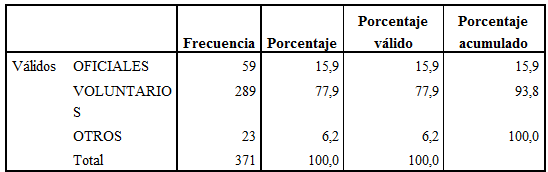 Frecuencia Porcentaje Porcentaje válido Porcentaje acumulado
Válidos OFICIALES 59 15,9 15,9 15,9
VOLUNTARIO
S 289 77,9 77,9 93,8
OTROS 23 6,2 6,2 100,0
Total 371 100,0 100,0